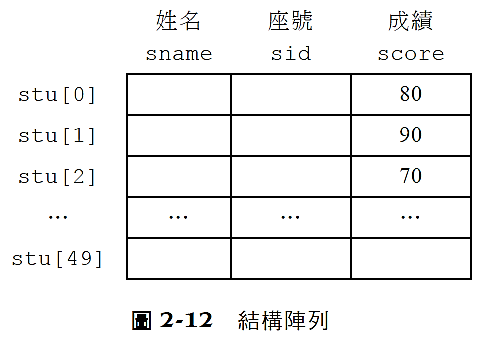 姓名 座號 成績
sname sid score
stu[0] 80
stu[1] 90
stu[2] 70
… … … …
stu[49]
圖 2-12 結構陣列